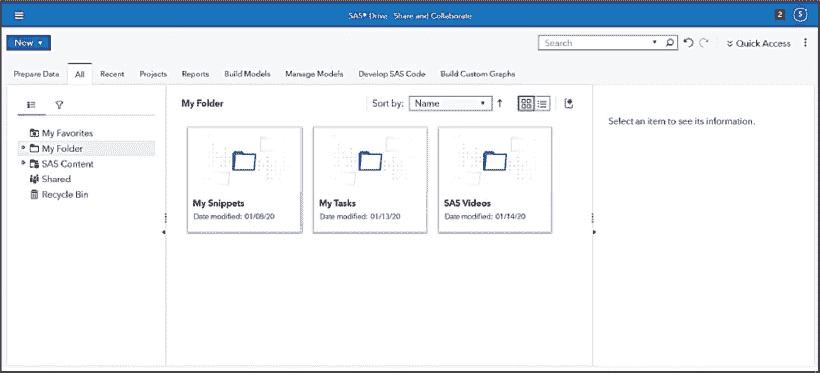 SAS® Drive - Share and Collaborate
2
S
New
Search
Quick Access
Prepare Data
All
Recent
Projects
Reports
Build Models
Manage Models
Develop SAS Code
Build Custom Graphs
My Favorites
My Folder
SAS Content
Shared
Recycle Bin
My Folder
Sort by:
Name
My Snippets
Date modified: 01/08/20
My Tasks
Date modified: 01/13/20
SAS Videos
Date modified: 01/14/20
Select an item to see its information.